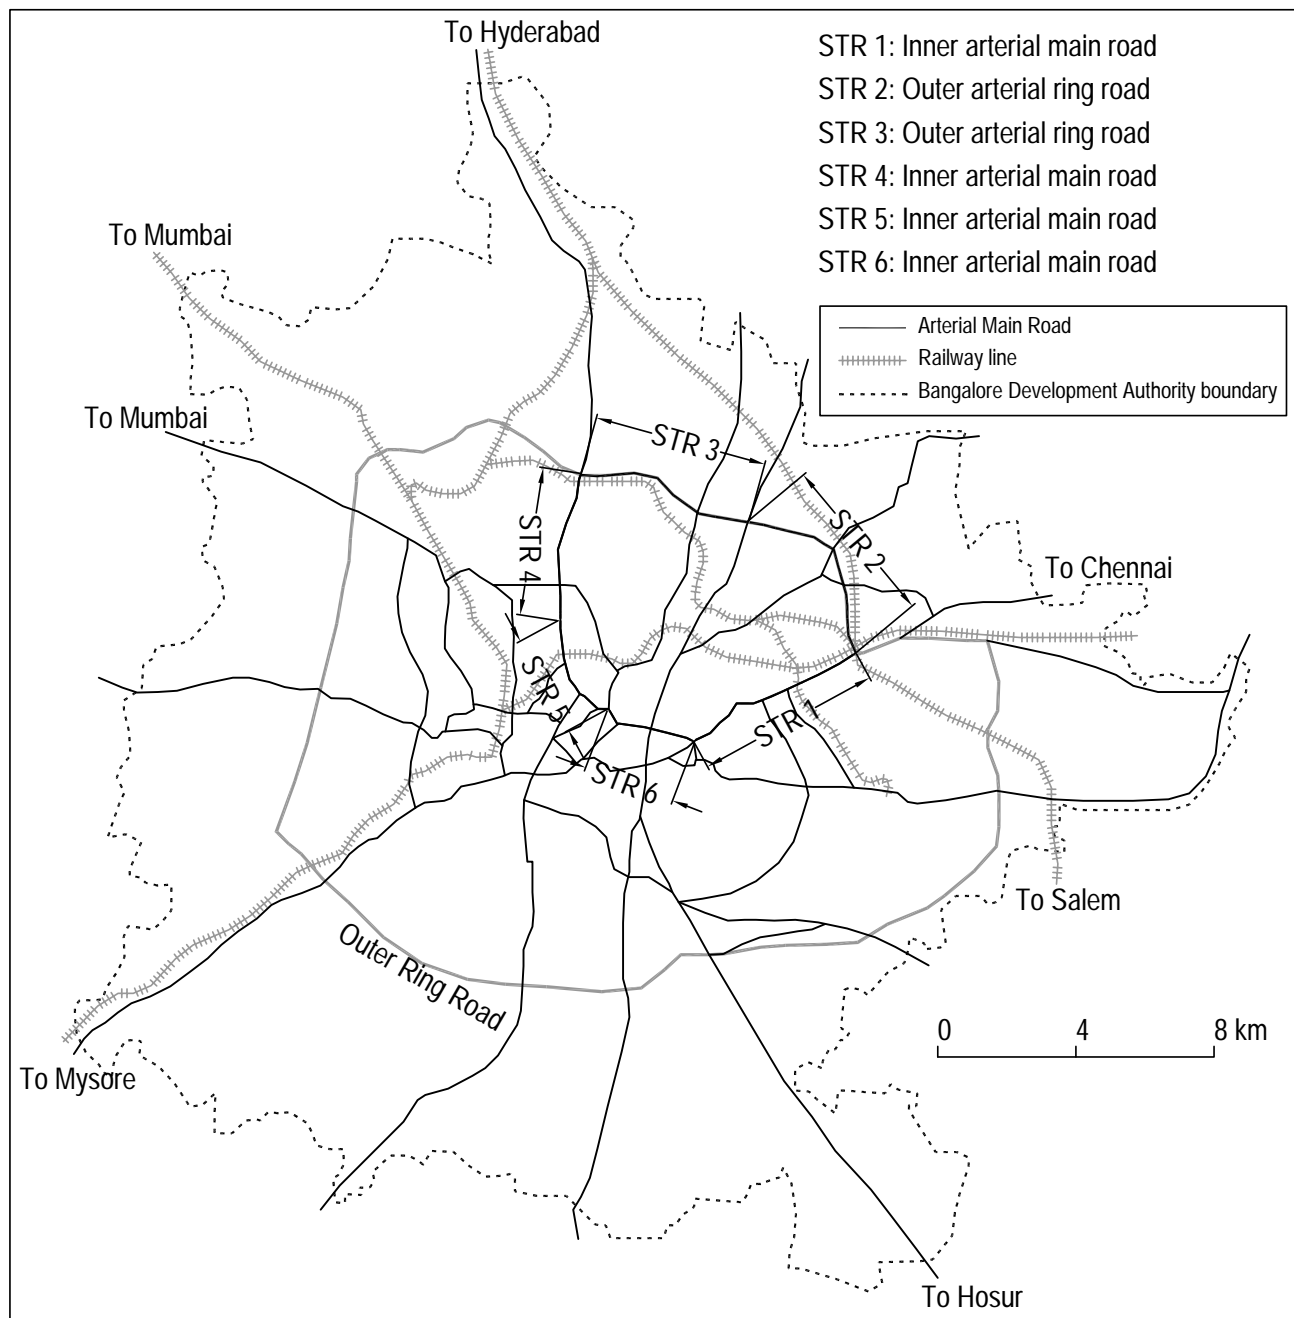 To Hyderabad
STR 1: Inner arterial main road
STR 2: Outer arterial ring road
STR 3: Outer arterial ring road
STR 4: Inner arterial main road
STR 5: Inner arterial main road
STR 6: Inner arterial main road
To Mumbai
Arterial Main Road
Railway line
Bangalore Development Authority boundary
To Mumbai
STR 3
STR 2
STR 4
To Chennai
STR 5
STR 1
STR 6
To Salem
Outer Ring Road
0 4 8 km
To Mysore
To Hosur